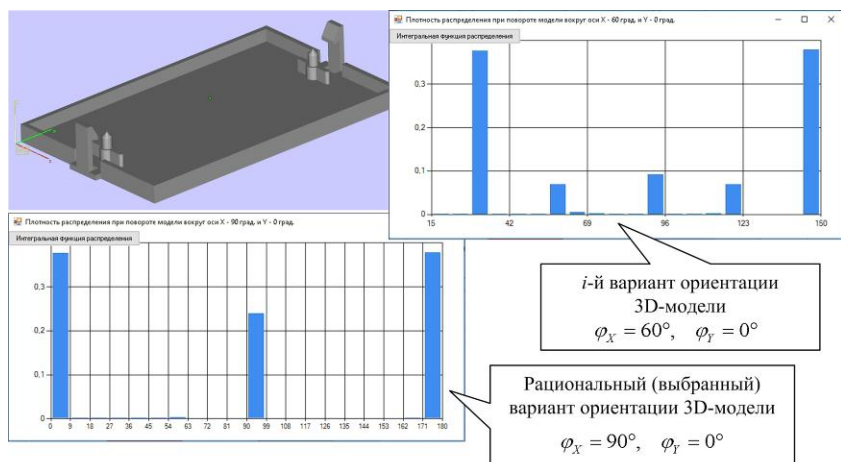 Плотность распределения при повороте модели вокруг оси X - 60 град. и Y - 0 град.
Интегральная функция распределения
0,3
0,2
0,1
0
15 42 69 96 123 150
Плотность распределения при повороте модели вокруг оси X - 90 град. и Y - 0 град.
Интегральная функция распределения
0,3
0,2
0,1
0
0 9 18 27 36 45 54 63 72 81 90 99 108 117 126 135 144 153 162 171 180
i-й вариант ориентации
3D-модели
φX = 60°, φY = 0°
Рациональный (выбранный)
вариант ориентации 3D-модели
φX = 90°, φY = 0°